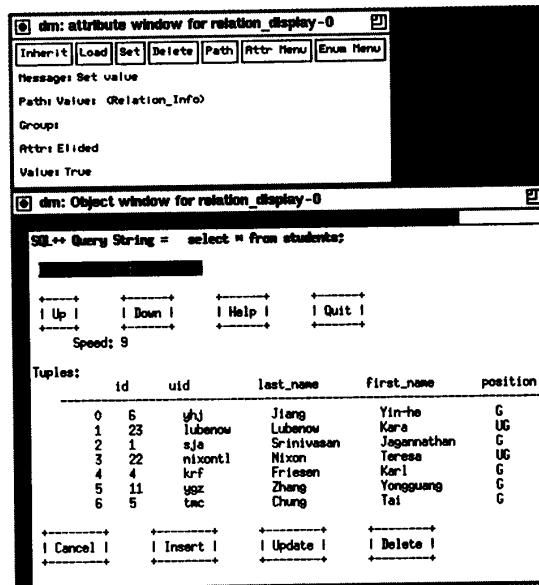 dm: attribute window for relation_display-0
Inherit Load Set Delete Path Attr Menu Enum Menu
Message: Set value
Path: Value: (Relation_Info)
Group:
Attr: Elided
Value: True
dm: Object window for relation_display-0
SQL++ Query String = select * from students;
| Up | | Down | | Help | | Quit |
Speed: 9
Tuples:
id uid last_name first_name position
0 6 yhj Jiang Yin-he G
1 23 lubenow Lubenow Kara UG
2 1 sja Srinivasan Jagannathan G
3 22 nixontl Nixon Teresa UG
4 4 krf Friesen Karl G
5 11 ygz Zhang Yongguang G
6 5 tmc Chung Tai G
| Cancel | | Insert | | Update | | Delete |